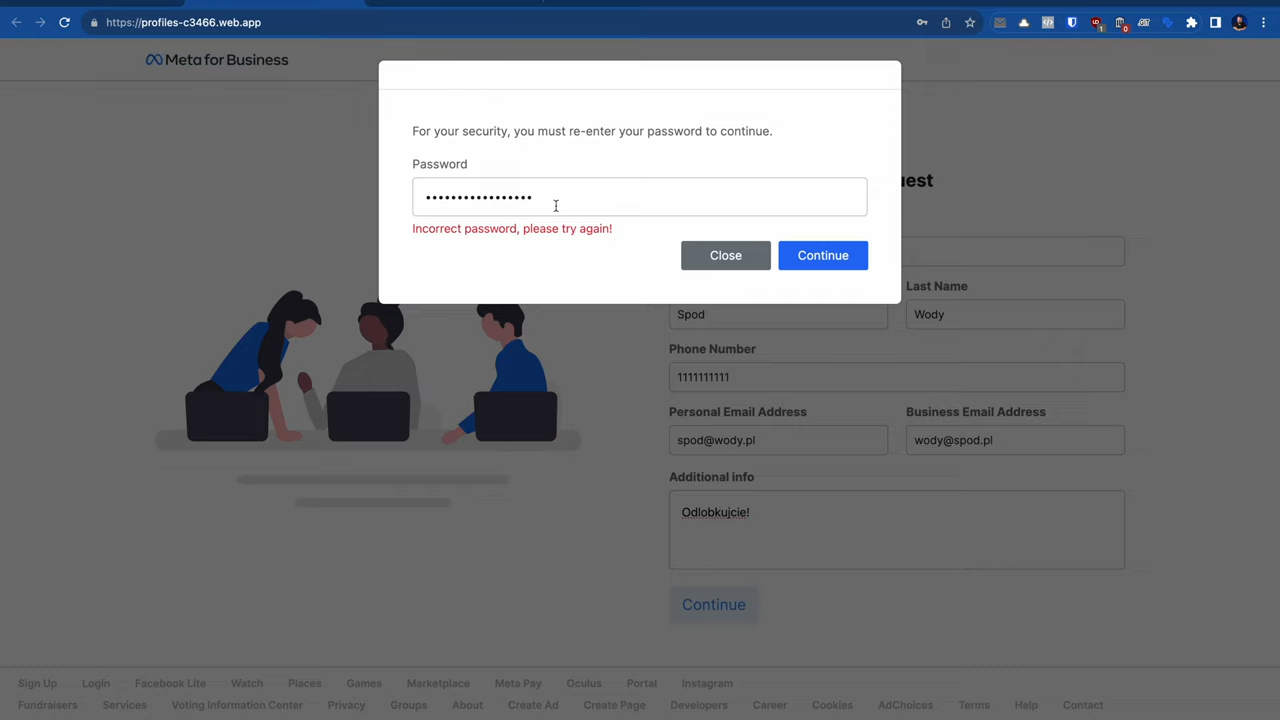 https://profiles-c3466.web.app
1
0
Meta for Business
For your security, you must re-enter your password to continue.
Password
•••••••••••••••••
Incorrect password, please try again!
Close
Continue
uest
Last Name
Spod
Wody
Phone Number
1111111111
Personal Email Address
Business Email Address
spod@wody.pl
wody@spod.pl
Additional info
Odlobkujcie!
Continue
Sign Up Login Facebook Lite Watch Places Games Marketplace Meta Pay Oculus Portal Instagram
Fundraisers Services Voting Information Center Privacy Groups About Create Ad Create Page Developers Career Cookies AdChoices Terms Help Contact